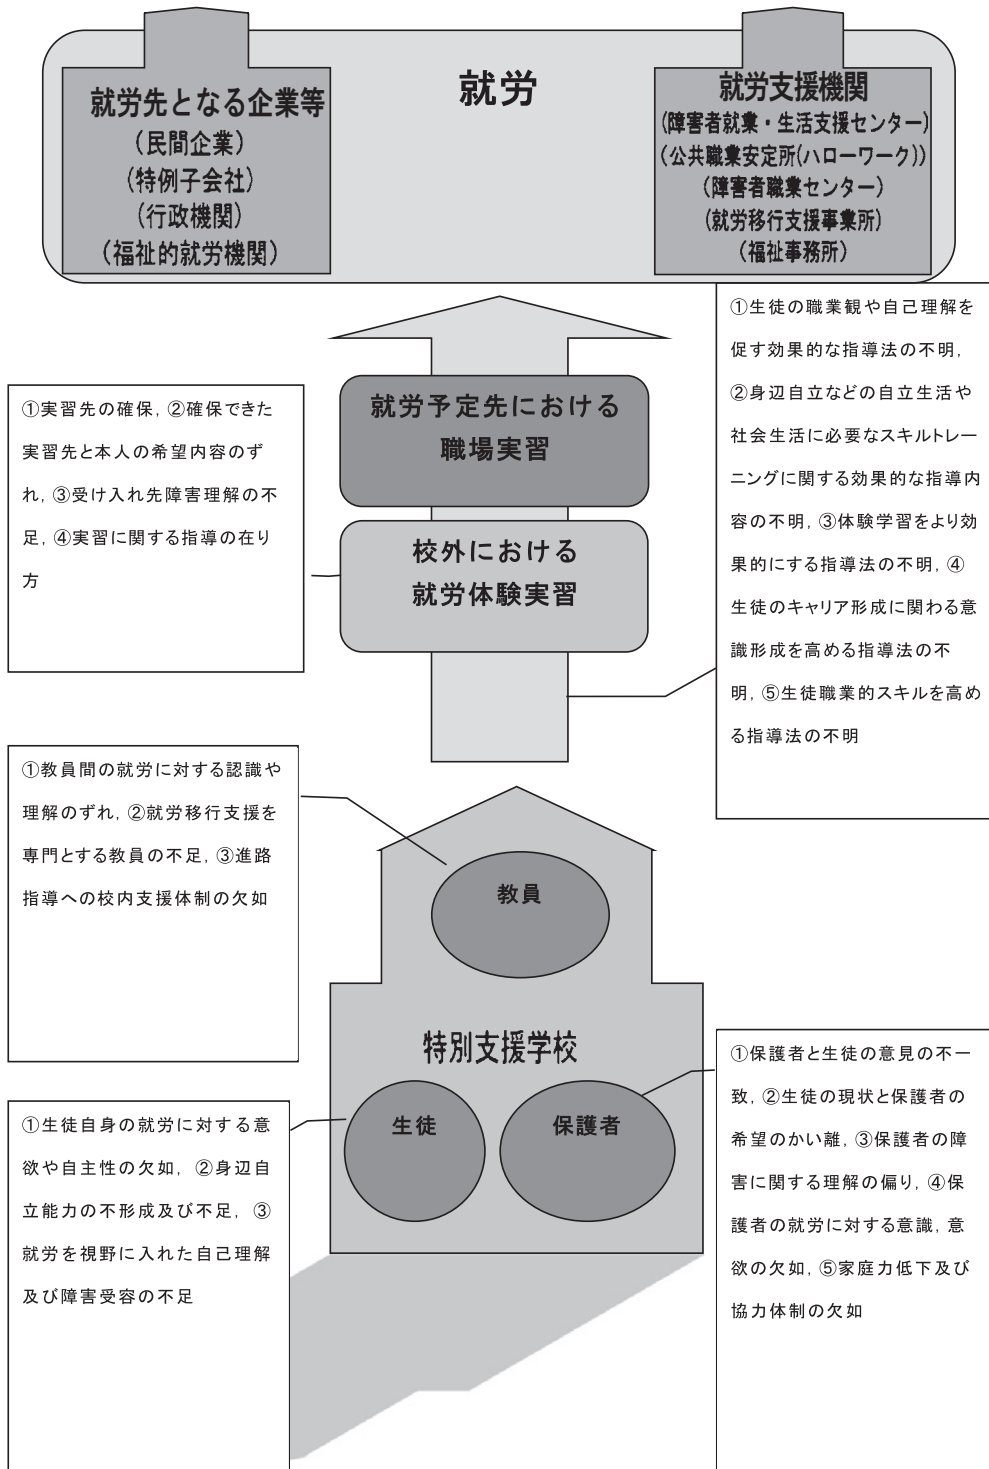 就労
就労先となる企業等
(民間企業)
(特例子会社)
(行政機関)
(福祉的就労機関)
就労支援機関
(障害者就業・生活支援センター)
(公共職業安定所(ハローワーク))
(障害者職業センター)
(就労移行支援事業所)
(福祉事務所)
①生徒の職業観や自己理解を
促す効果的な指導法の不明,
②身辺自立などの自立生活や
社会生活に必要なスキルトレー
ニングに関する効果的な指導内
容の不明, ③体験学習をより効
果的にする指導法の不明, ④
生徒のキャリア形成に関わる意
識形成を高める指導法の不
明, ⑤生徒職業的スキルを高め
る指導法の不明
就労予定先における
職場実習
校外における
就労体験実習
①実習先の確保, ②確保できた
実習先と本人の希望内容のず
れ, ③受け入れ先障害理解の不
足, ④実習に関する指導の在り
方
①教員間の就労に対する認識や
理解のずれ, ②就労移行支援を
専門とする教員の不足, ③進路
指導への校内支援体制の欠如
教員
特別支援学校
生徒
保護者
①保護者と生徒の意見の不一
致, ②生徒の現状と保護者の
希望のかい離, ③保護者の障
害に関する理解の偏り, ④保
護者の就労に対する意識, 意
欲の欠如, ⑤家庭力低下及び
協力体制の欠如
①生徒自身の就労に対する意
欲や自主性の欠如, ②身辺自
立能力の不形成及び不足, ③
就労を視野に入れた自己理解
及び障害受容の不足